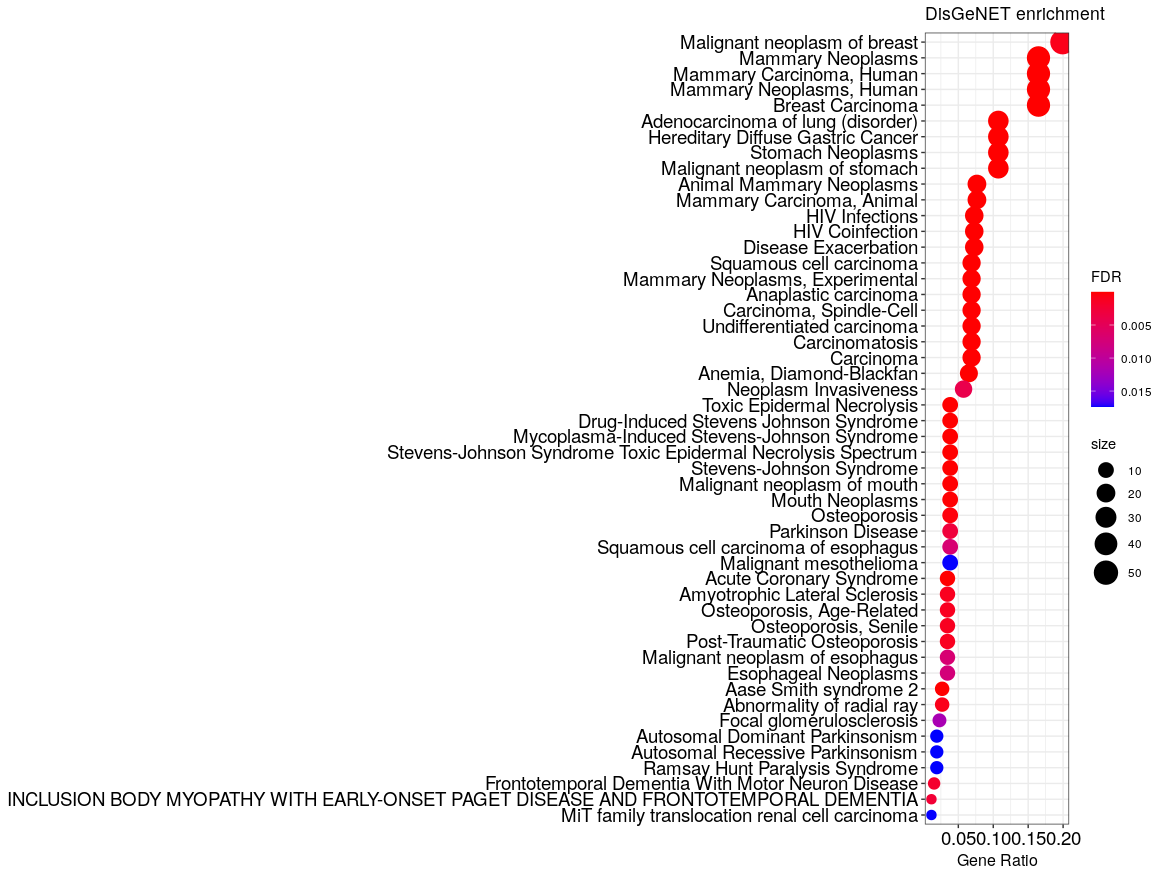 DisGeNET enrichment
Malignant neoplasm of breast
Mammary Neoplasms
Mammary Carcinoma, Human
Mammary Neoplasms, Human
Breast Carcinoma
Adenocarcinoma of lung (disorder)
Hereditary Diffuse Gastric Cancer
Stomach Neoplasms
Malignant neoplasm of stomach
Animal Mammary Neoplasms
Mammary Carcinoma, Animal
HIV Infections
HIV Coinfection
Disease Exacerbation
Squamous cell carcinoma
Mammary Neoplasms, Experimental
Anaplastic carcinoma
Carcinoma, Spindle-Cell
Undifferentiated carcinoma
Carcinomatosis
Carcinoma
Anemia, Diamond-Blackfan
Neoplasm Invasiveness
Toxic Epidermal Necrolysis
Drug-Induced Stevens Johnson Syndrome
Mycoplasma-Induced Stevens-Johnson Syndrome
Stevens-Johnson Syndrome Toxic Epidermal Necrolysis Spectrum
Stevens-Johnson Syndrome
Malignant neoplasm of mouth
Mouth Neoplasms
Osteoporosis
Parkinson Disease
Squamous cell carcinoma of esophagus
Malignant mesothelioma
Acute Coronary Syndrome
Amyotrophic Lateral Sclerosis
Osteoporosis, Age-Related
Osteoporosis, Senile
Post-Traumatic Osteoporosis
Malignant neoplasm of esophagus
Esophageal Neoplasms
Aase Smith syndrome 2
Abnormality of radial ray
Focal glomerulosclerosis
Autosomal Dominant Parkinsonism
Autosomal Recessive Parkinsonism
Ramsay Hunt Paralysis Syndrome
Frontotemporal Dementia With Motor Neuron Disease
INCLUSION BODY MYOPATHY WITH EARLY-ONSET PAGET DISEASE AND FRONTOTEMPORAL DEMENTIA
MiT family translocation renal cell carcinoma
0.05 0.10 0.15 0.20
Gene Ratio
FDR
0.005
0.010
0.015
size
10
20
30
40
50